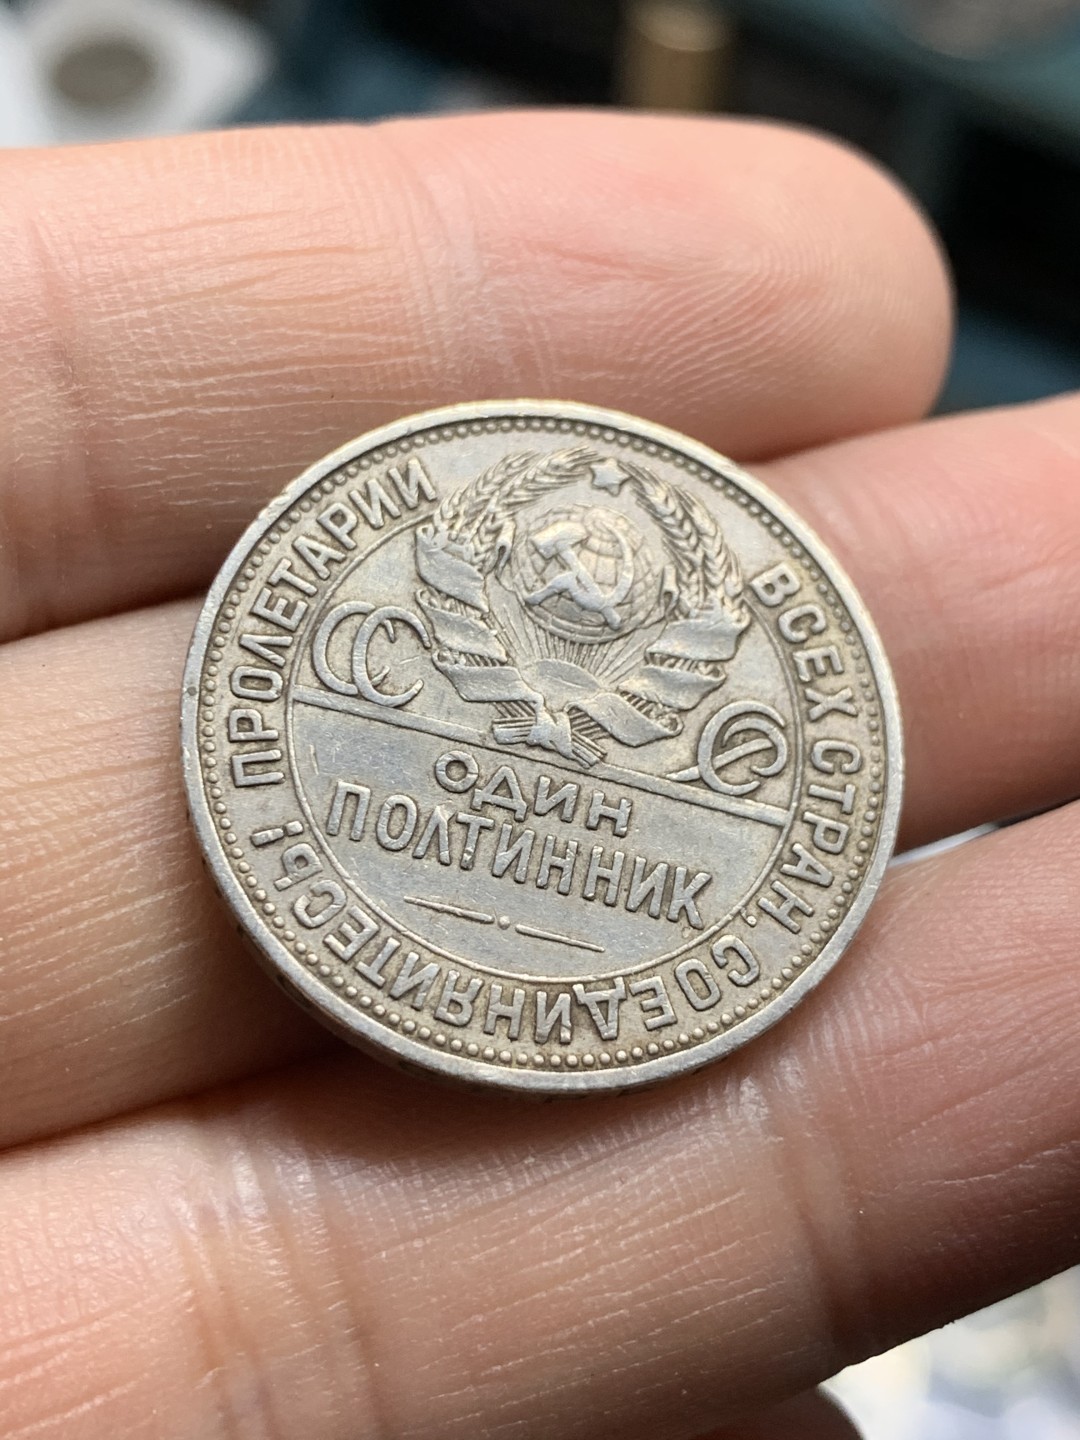 ПРОЛЕТАРИИ ВСЕХ СТРАН, СОЕДИНЯЙТЕСЬ!
СС СР
ОДИН
ПОЛТИННИК